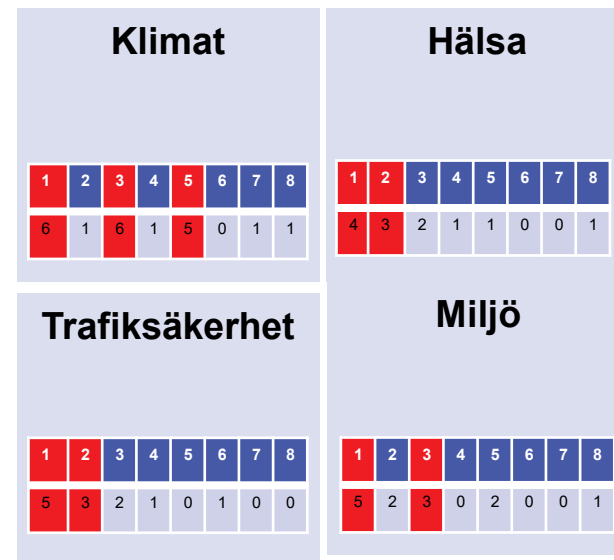 Klimat
1 2 3 4 5 6 7 8
6 1 6 1 5 0 1 1
Hälsa
1 2 3 4 5 6 7 8
4 3 2 1 1 0 0 1
Trafiksäkerhet
1 2 3 4 5 6 7 8
5 3 2 1 0 1 0 0
Miljö
1 2 3 4 5 6 7 8
5 2 3 0 2 0 0 1